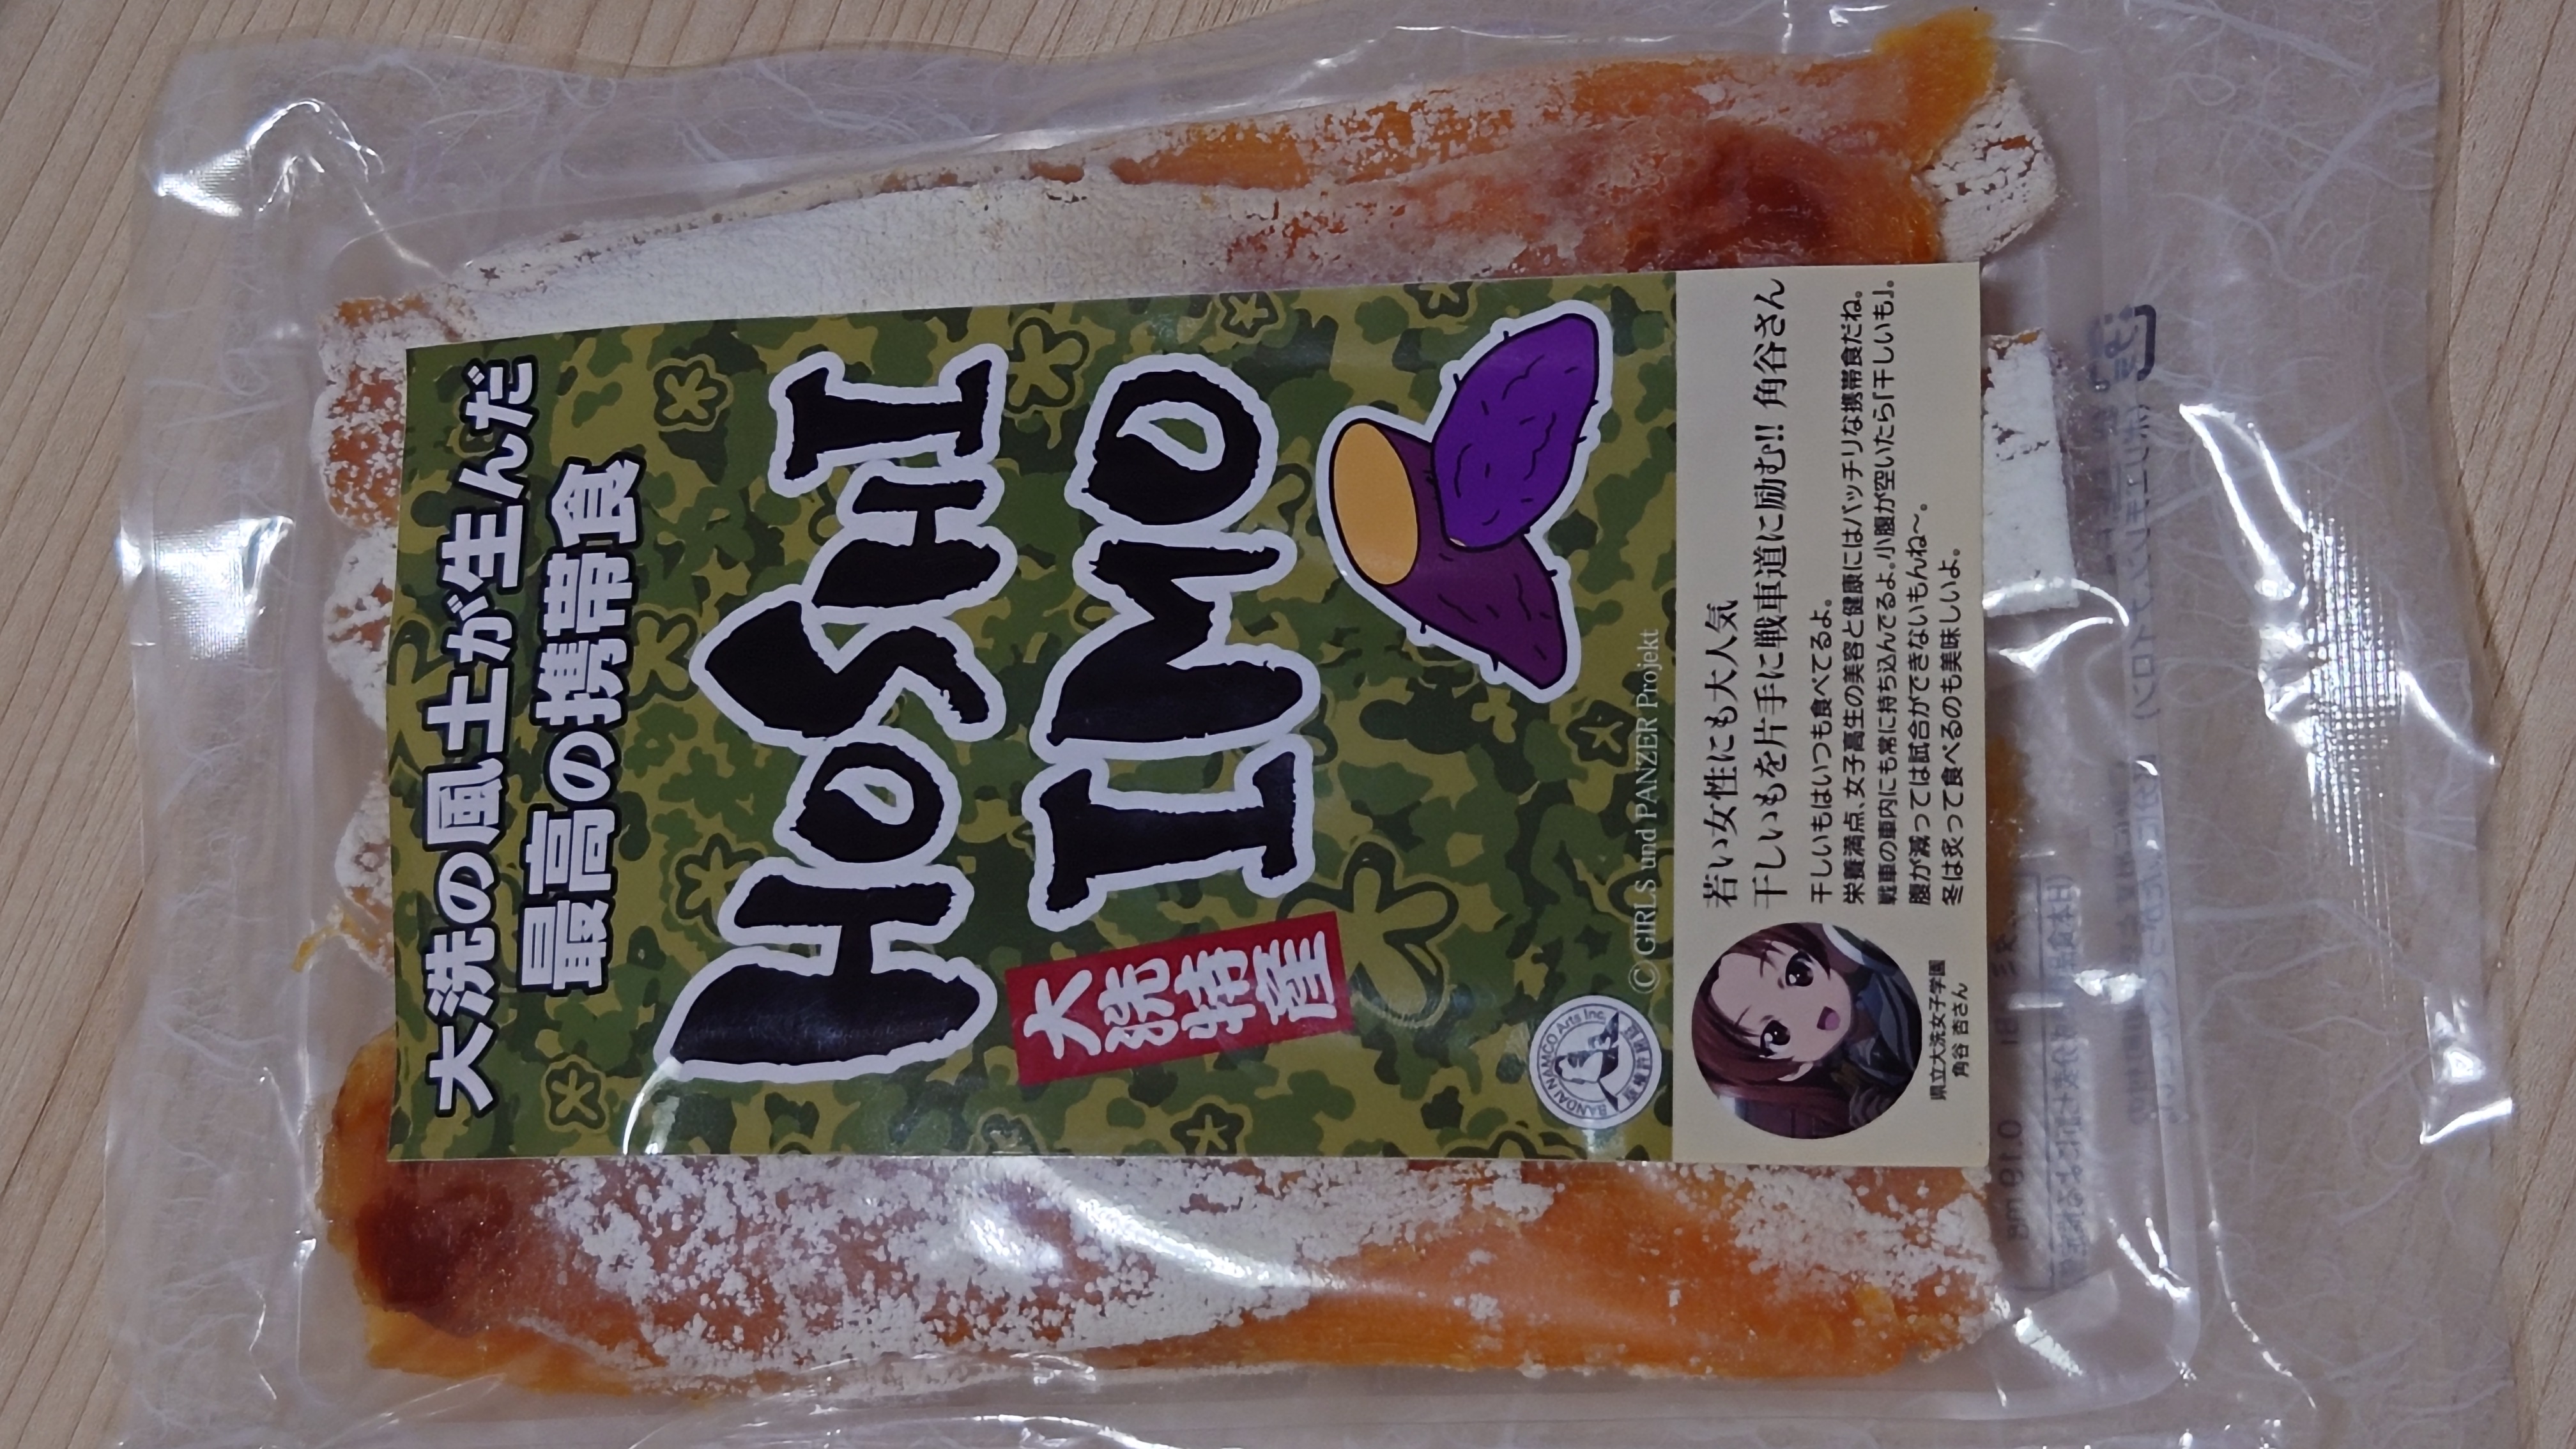 大洗の風土が生んだ
最高の携帯食
HOSHI
IMO
大洗特産
© GIRLS und PANZER Projekt
BANDAI NAMCO Arts Inc.
若い女性にも大人気
干しいもを片手に戦車道に励む!! 角谷さん
干しいもはいつも食べてるよ。
栄養満点、女子高生の美容と健康にはバッチリな携帯食だね。
戦車の車内にも常に持ち込んでるよ。小腹が空いたら「干しいも」。
腹が減っては試合ができないもんね〜。
冬は炙って食べるのも美味しいよ。
県立大洗女子学園
角谷 杏さん